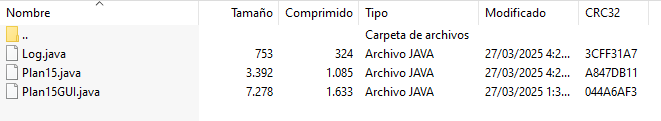 Nombre Tamaño Comprimido Tipo Modificado CRC32
.. Carpeta de archivos
Log.java 753 324 Archivo JAVA 27/03/2025 4:2... 3CFF31A7
Plan15.java 3.392 1.085 Archivo JAVA 27/03/2025 4:2... A847DB11
Plan15GUI.java 7.278 1.633 Archivo JAVA 27/03/2025 1:3... 044A6AF3